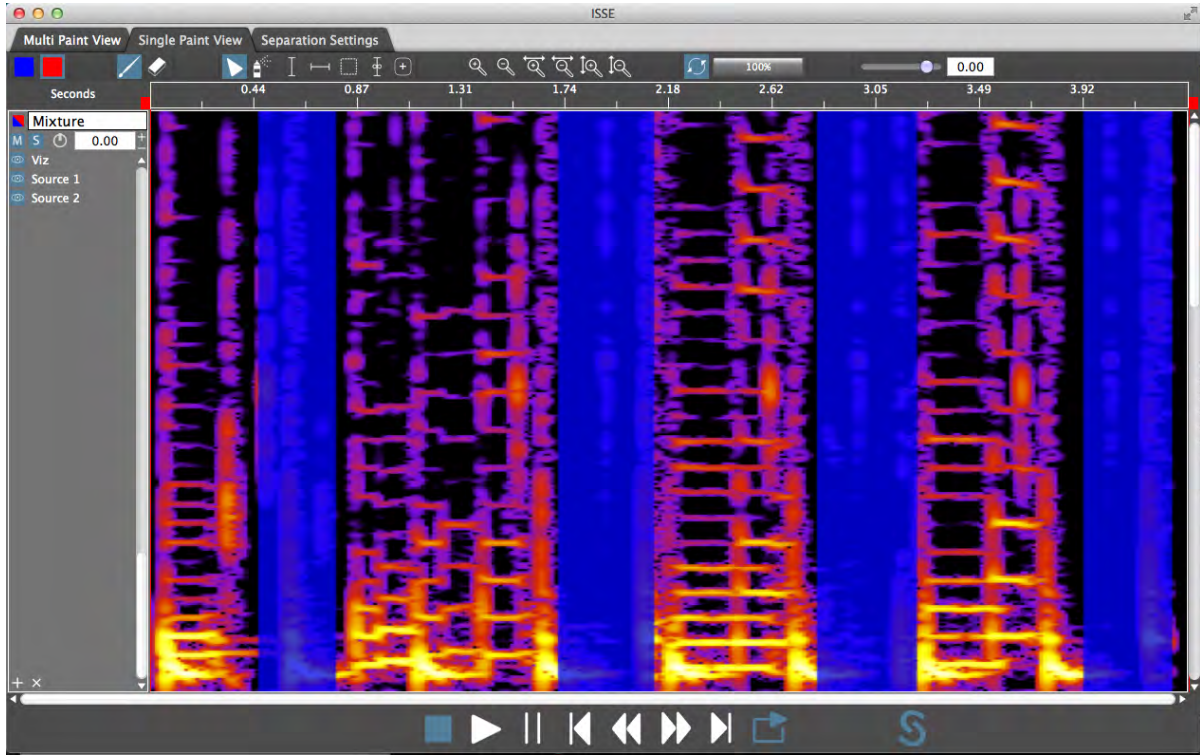 ISSE
Multi Paint View Single Paint View Separation Settings
100% 0.00
Seconds 0.44 0.87 1.31 1.74 2.18 2.62 3.05 3.49 3.92
Mixture
M S 0.00 + -
Viz
Source 1
Source 2
+ ×